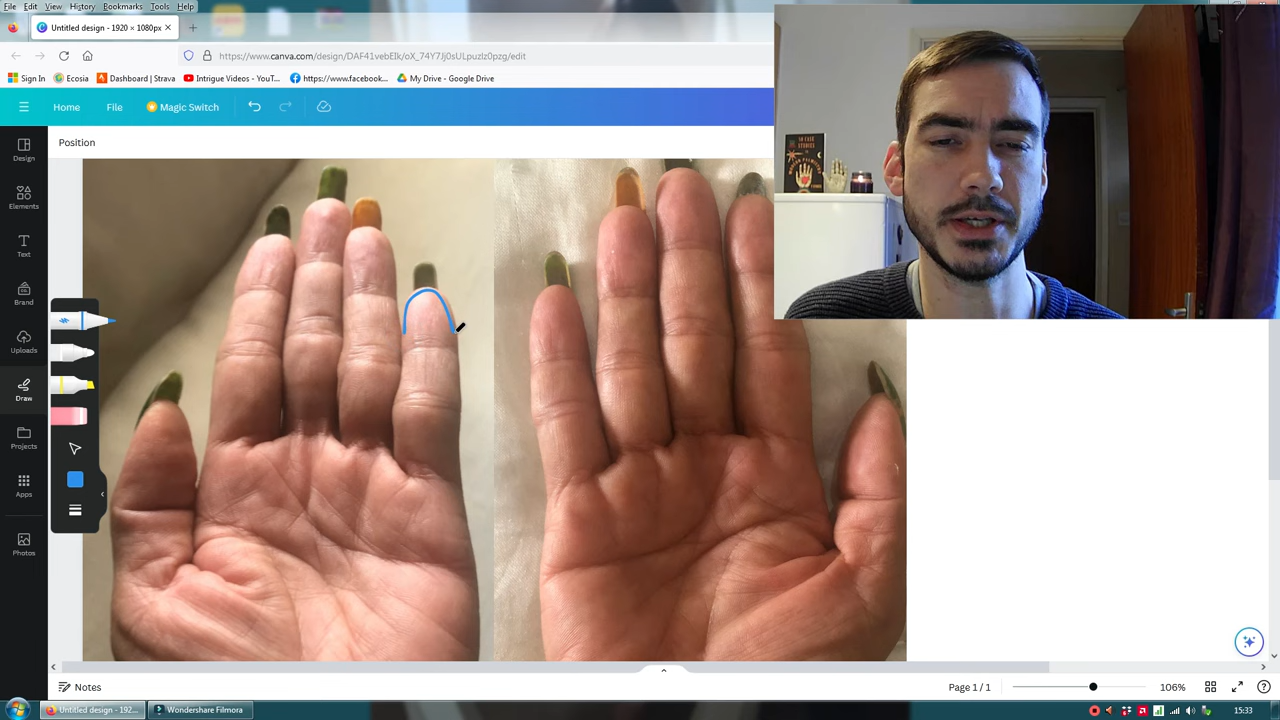 File Edit View History Bookmarks Tools Help
Untitled design - 1920 × 1080px
https://www.canva.com/design/DAF41vebElk/oX_74Y7Jj0sULpuzlz0pzg/edit
Sign In Ecosia Dashboard | Strava Intrigue Videos - YouT... https://www.facebook... My Drive - Google Drive
Home File Magic Switch
Position
Design
Elements
Text
Brand
Uploads
Draw
Projects
Apps
Photos
Notes
Page 1 / 1
106%
Untitled design - 192...
Wondershare Filmora
15:33